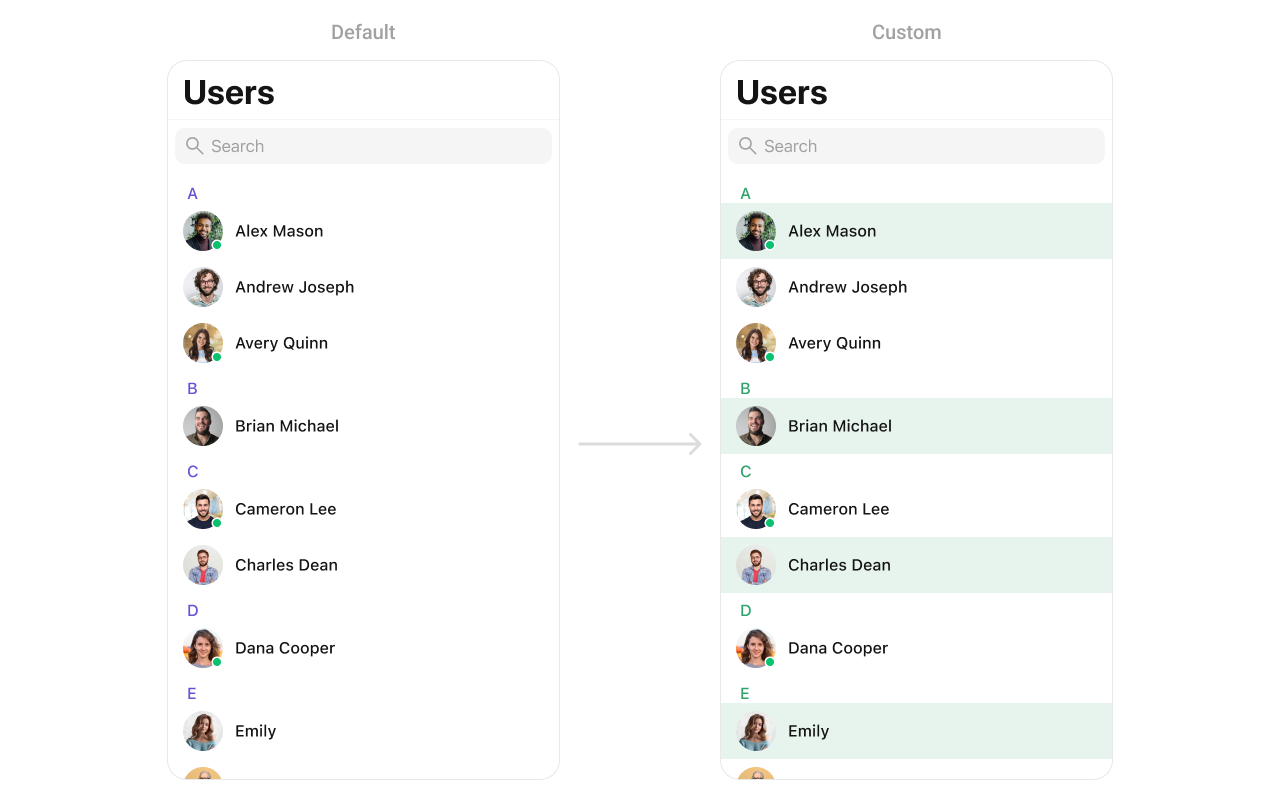 Default
Users
Search
A
Alex Mason
Andrew Joseph
Avery Quinn
B
Brian Michael
C
Cameron Lee
Charles Dean
D
Dana Cooper
E
Emily
Custom
Users
Search
A
Alex Mason
Andrew Joseph
Avery Quinn
B
Brian Michael
C
Cameron Lee
Charles Dean
D
Dana Cooper
E
Emily